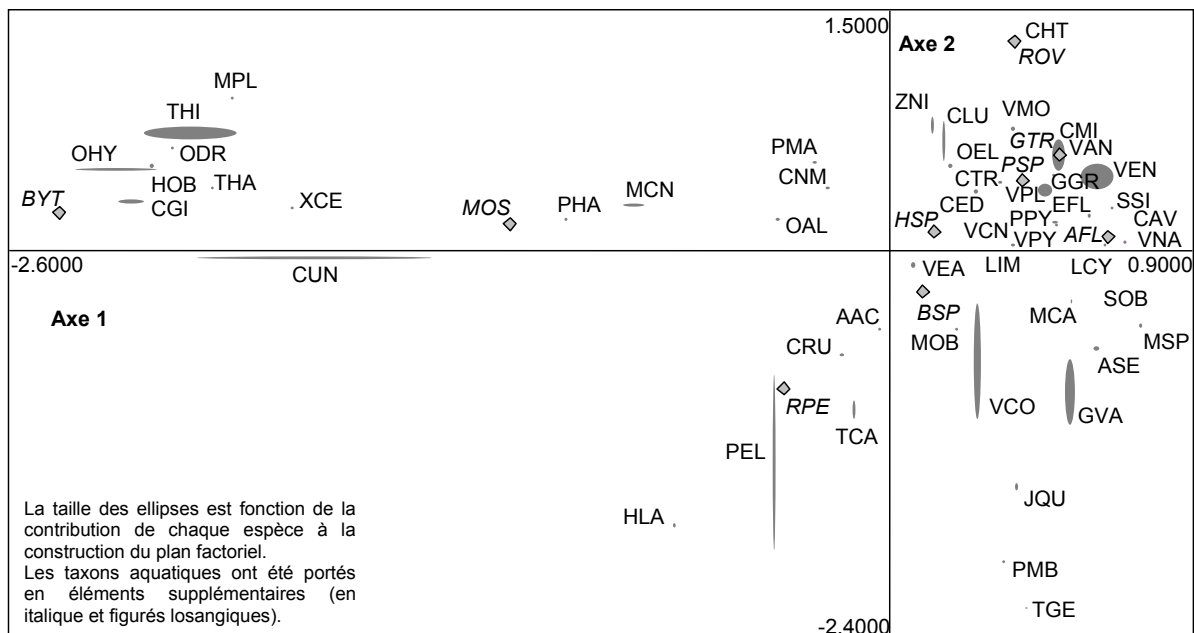 1.5000 Axe 2 CHT
ROV
MPL
ZNI
THI CLU VMO
GTR CMI
OHY ODR PMA OEL PSP VAN VEN
HOB THA CNM CTR GGR
BYT CGI XCE MOS PHA MCN OAL HSP CED VPL EFL SSI
VCN PPY AFL CAV
VPY VNA
-2.6000 CUN VEA LIM LCY 0.9000
Axe 1 AAC BSP MCA SOB
CRU MOB MSP
ASE
RPE VCO GVA
TCA
PEL
La taille des ellipses est fonction de la
contribution de chaque espèce à la
construction du plan factoriel.
Les taxons aquatiques ont été portés
en éléments supplémentaires (en
italique et figurés losangiques).
HLA JQU
PMB
TGE
-2.4000